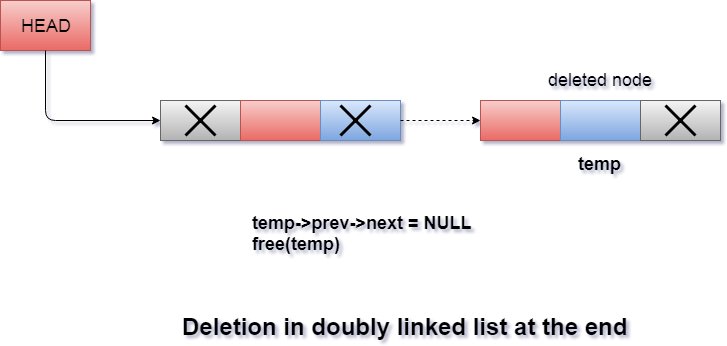 HEAD
deleted node
temp
temp->prev->next = NULL
free(temp)
Deletion in doubly linked list at the end